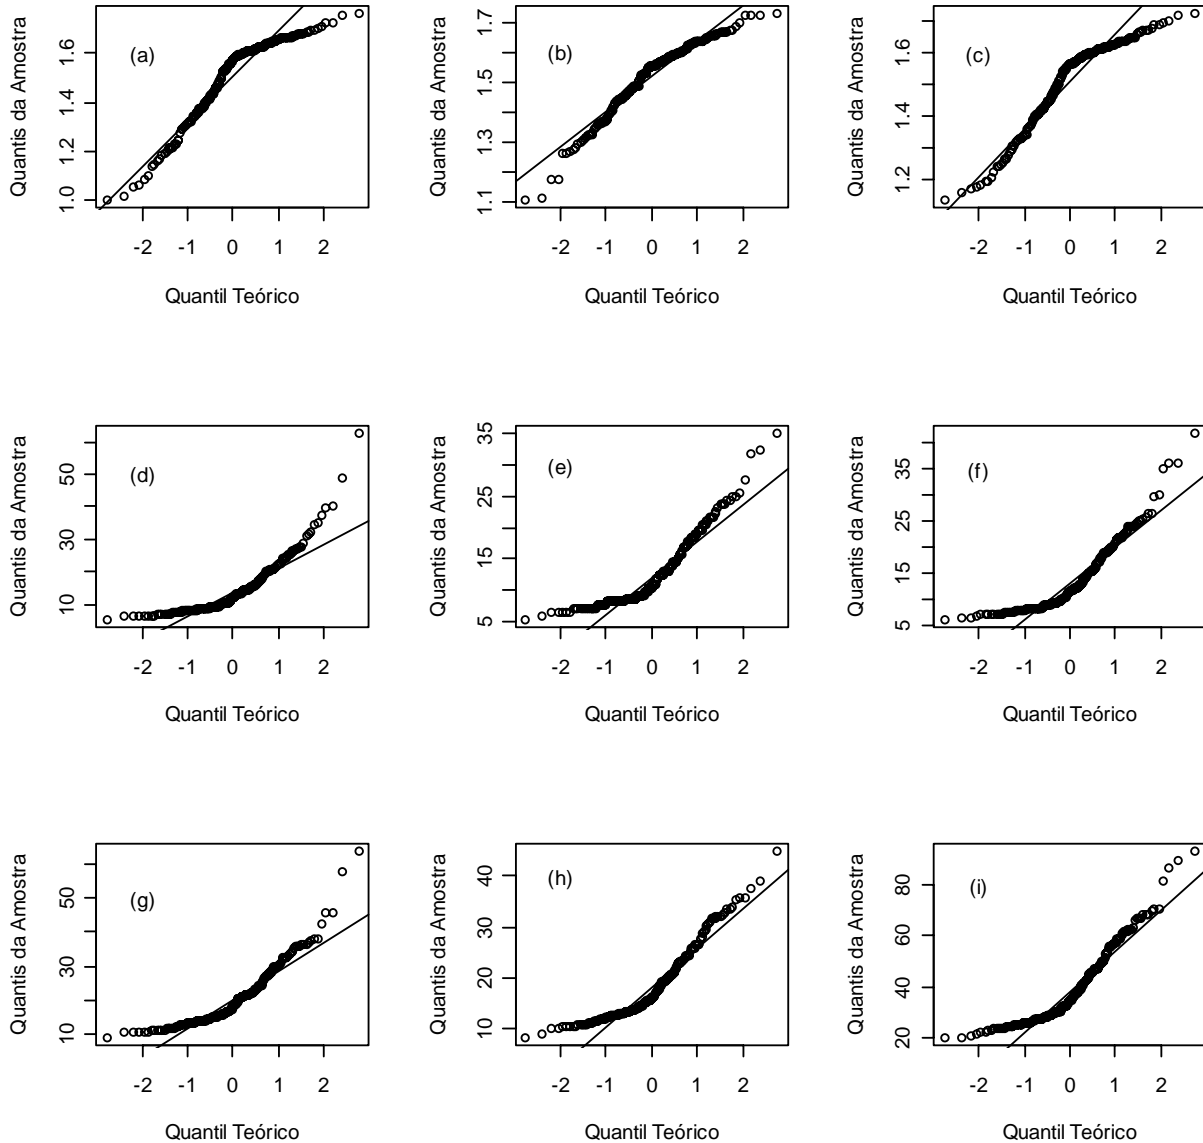 Quantis da Amostra
1.0 1.2 1.4 1.6
(a)
-2 -1 0 1 2
Quantil Teórico
Quantis da Amostra
1.1 1.3 1.5 1.7
(b)
-2 -1 0 1 2
Quantil Teórico
Quantis da Amostra
1.2 1.4 1.6
(c)
-2 -1 0 1 2
Quantil Teórico
Quantis da Amostra
10 30 50
(d)
-2 -1 0 1 2
Quantil Teórico
Quantis da Amostra
5 15 25 35
(e)
-2 -1 0 1 2
Quantil Teórico
Quantis da Amostra
5 15 25 35
(f)
-2 -1 0 1 2
Quantil Teórico
Quantis da Amostra
10 30 50
(g)
-2 -1 0 1 2
Quantil Teórico
Quantis da Amostra
10 20 30 40
(h)
-2 -1 0 1 2
Quantil Teórico
Quantis da Amostra
20 40 60 80
(i)
-2 -1 0 1 2
Quantil Teórico